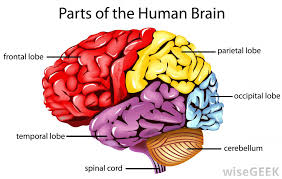 Parts of the Human Brain
frontal lobe
parietal lobe
occipital lobe
temporal lobe
cerebellum
spinal cord
wiseGEEK